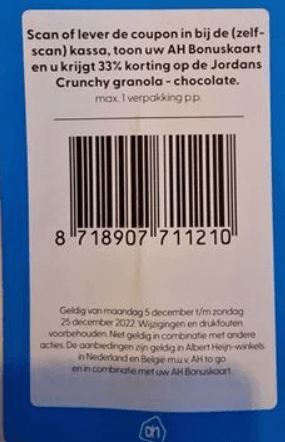 Scan of lever de coupon in bij de (zelf-
scan) kassa, toon uw AH Bonuskaart
en u krijgt 33% korting op de Jordans
Crunchy granola - chocolate.
max. 1 verpakking p.p.
8 718907 711210
Geldig van maandag 5 december t/m zondag
25 december 2022. Wijzigingen en drukfouten
voorbehouden. Niet geldig in combinatie met andere
acties. De aanbiedingen zijn geldig in Albert Heijn-winkels
in Nederland en België m.u.v. AH to go
en in combinatie met uw AH Bonuskaart.
ah